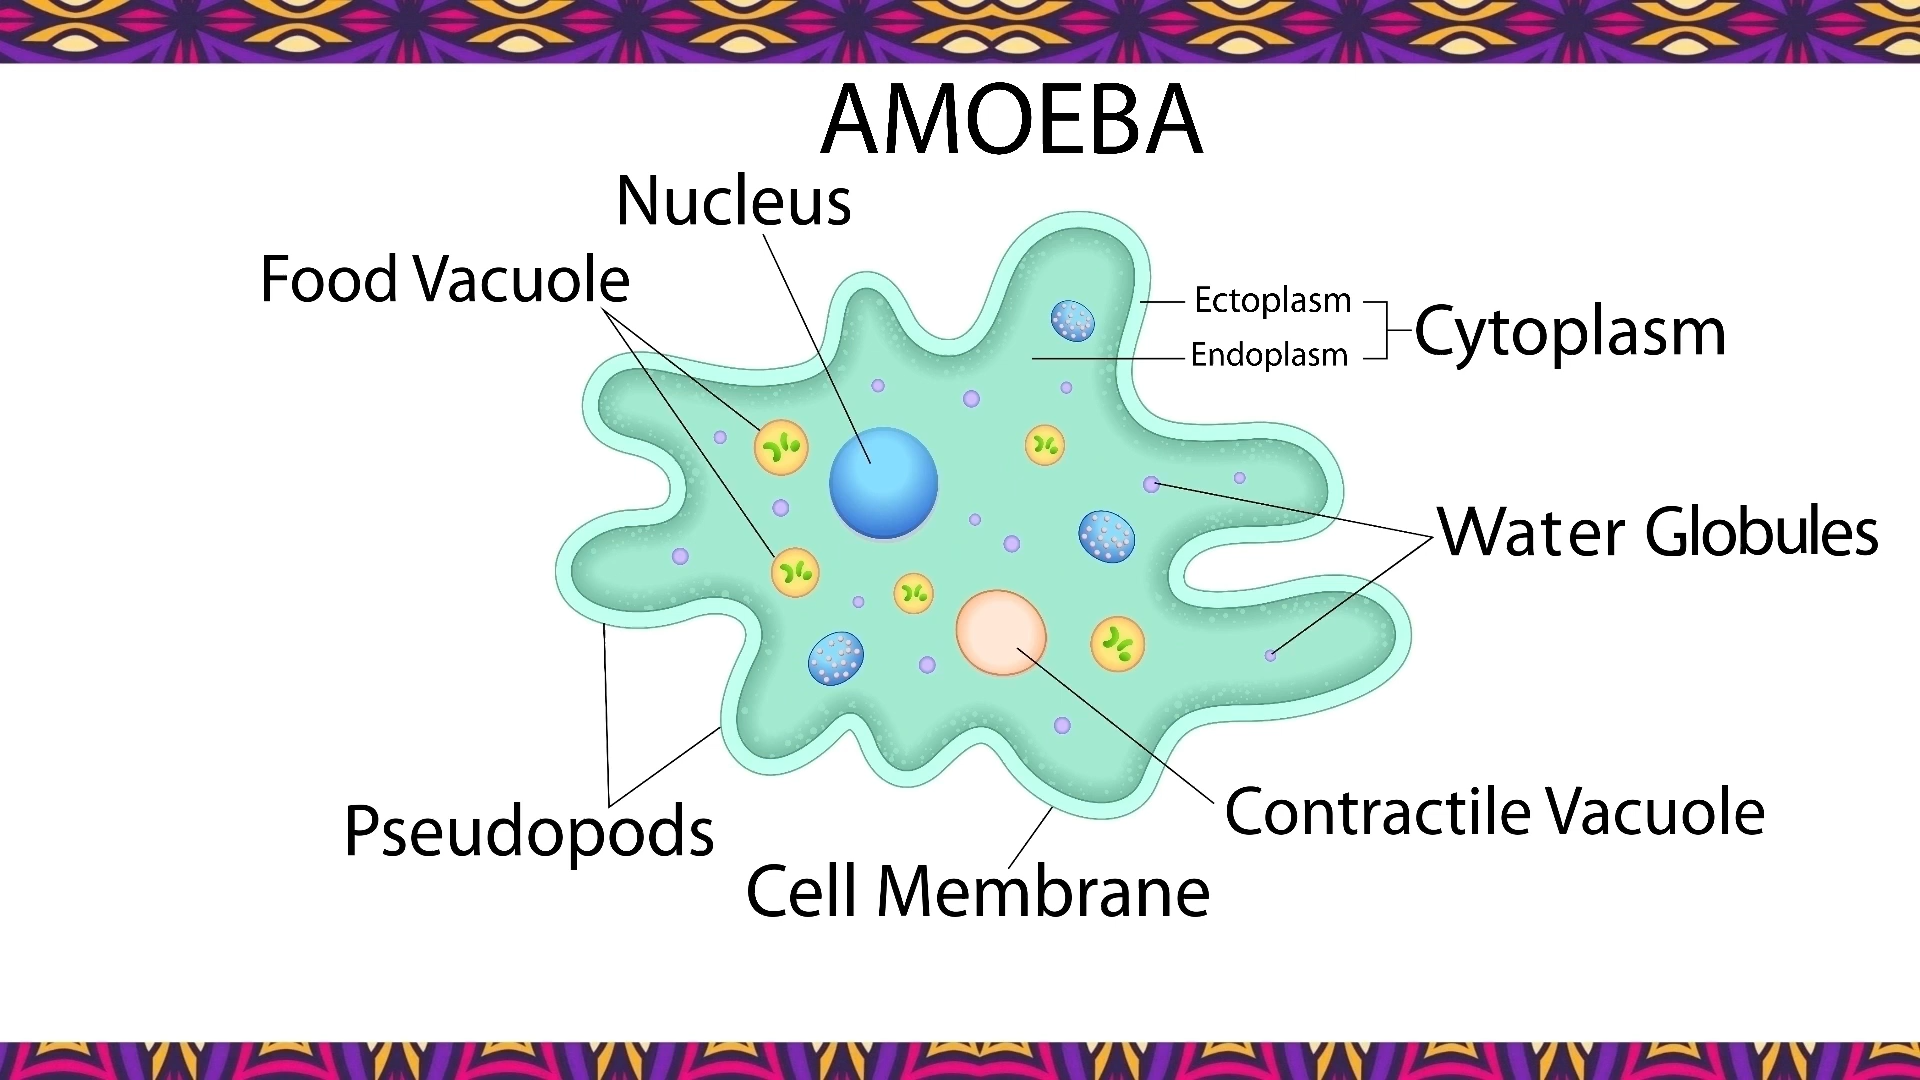 AMOEBA
Nucleus
Food Vacuole
Ectoplasm
Cytoplasm
Endoplasm
Water Globules
Contractile Vacuole
Pseudopods
Cell Membrane